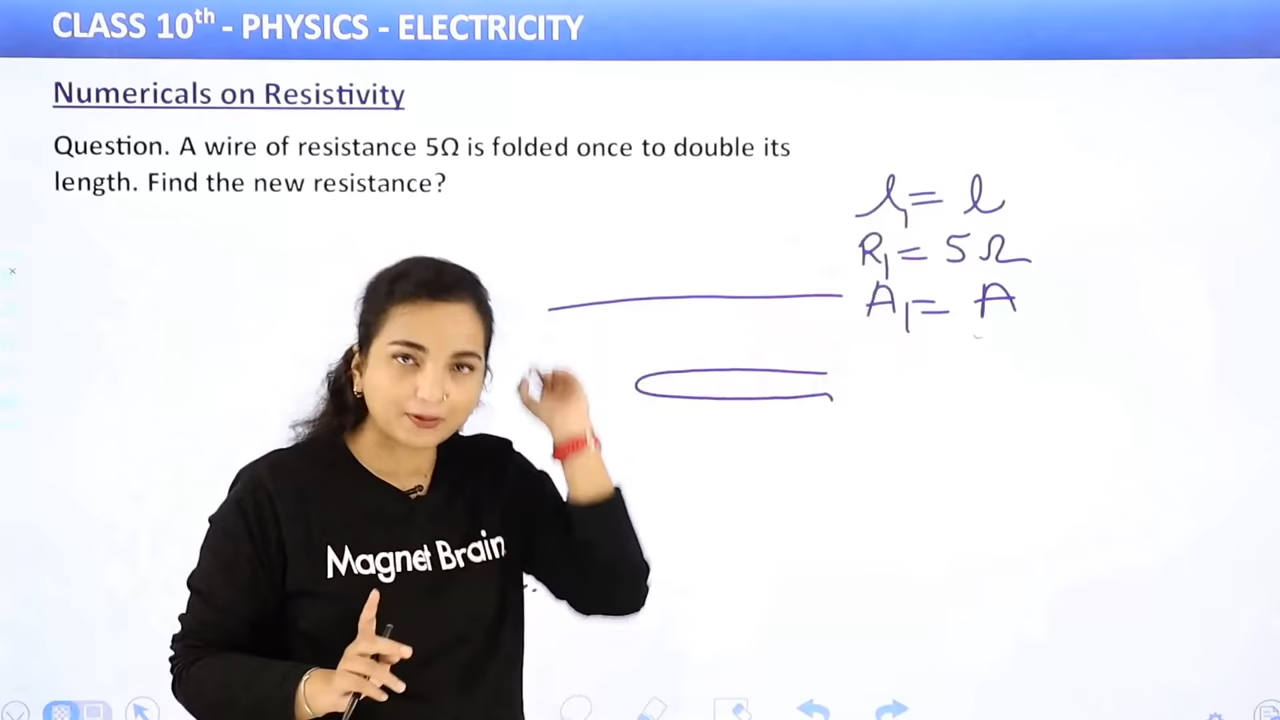 CLASS 10th - PHYSICS - ELECTRICITY
Numericals on Resistivity
Question. A wire of resistance 5Ω is folded once to double its
length. Find the new resistance?
l₁ = l
R₁ = 5 Ω
A₁ = A
Magnet Brain